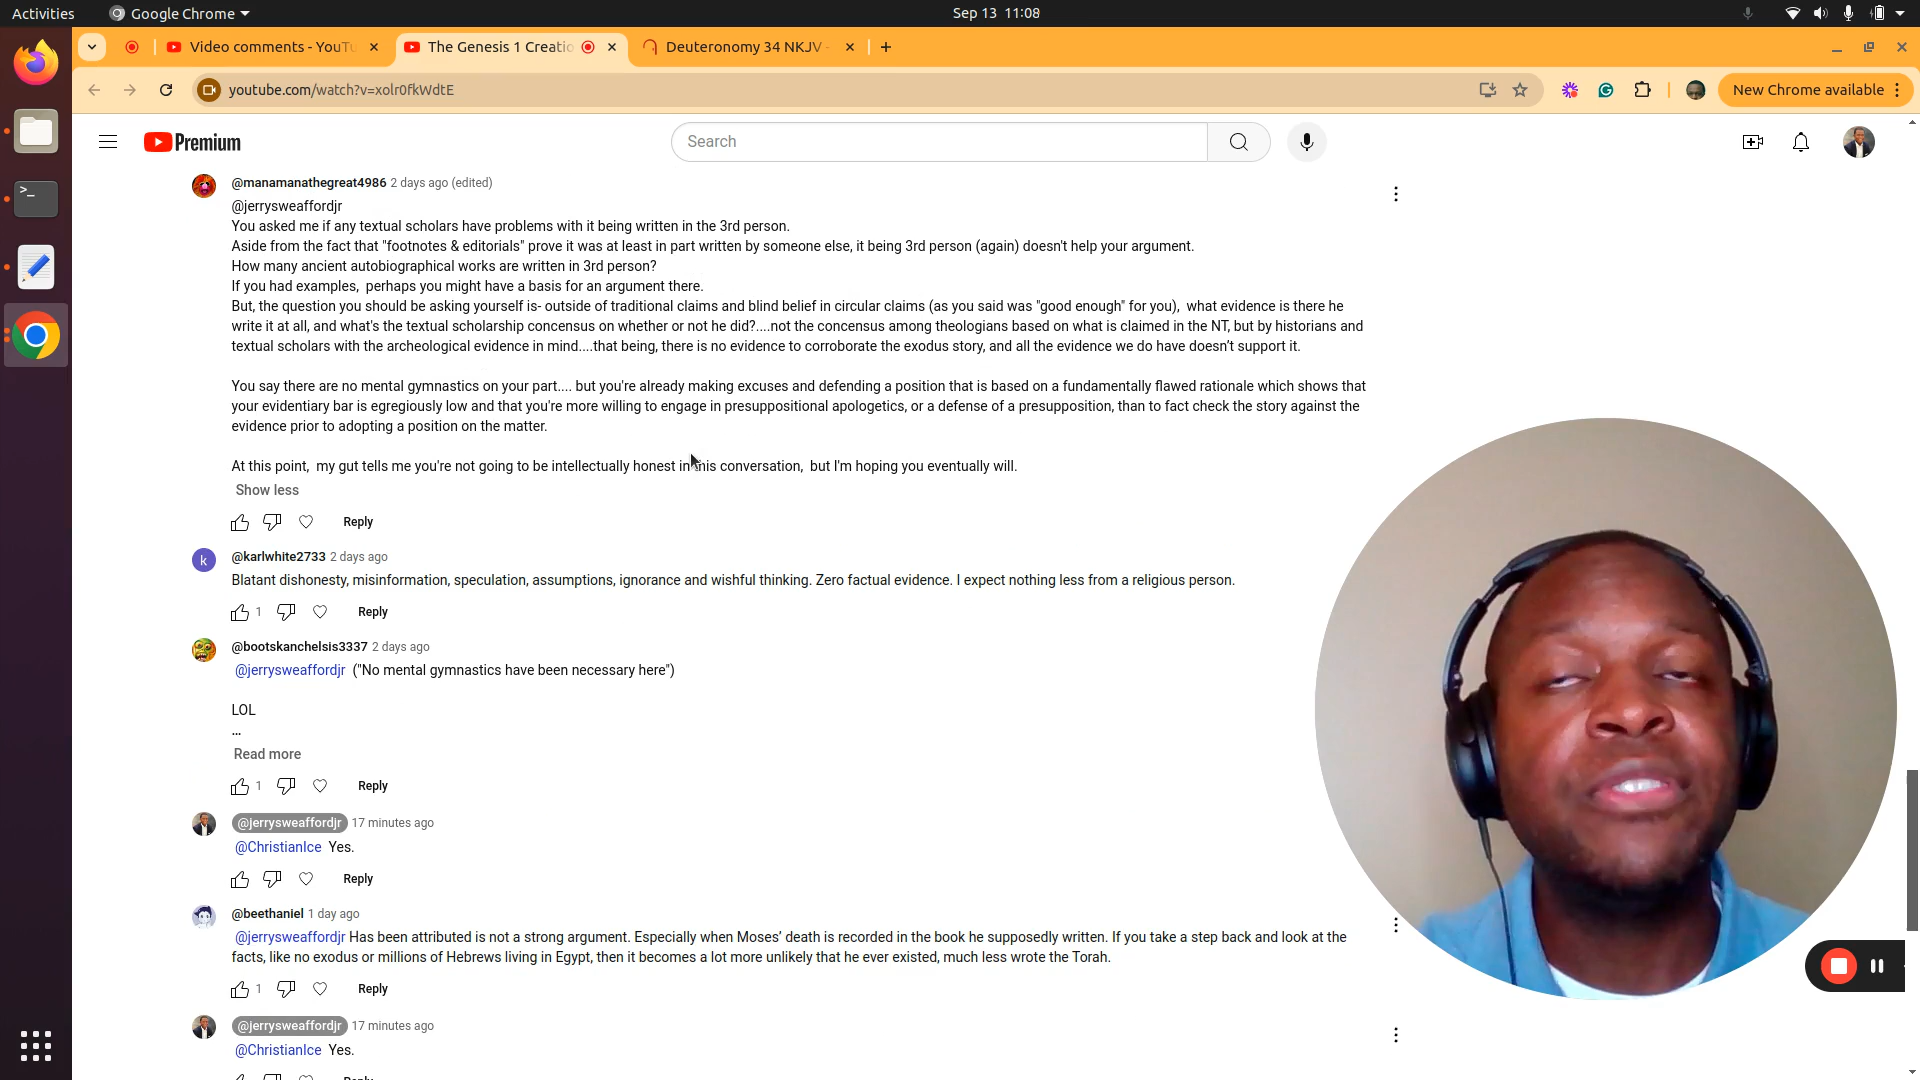 Activities
Google Chrome
Sep 13 11:08
Video comments - YouTu
The Genesis 1 Creatio
Deuteronomy 34 NKJV -
youtube.com/watch?v=xolr0fkWdtE
New Chrome available
Premium
Search
@manamanathegreat4986 2 days ago (edited)
@jerrysweaffordjr
You asked me if any textual scholars have problems with it being written in the 3rd person.
Aside from the fact that "footnotes & editorials" prove it was at least in part written by someone else, it being 3rd person (again) doesn't help your argument.
How many ancient autobiographical works are written in 3rd person?
If you had examples, perhaps you might have a basis for an argument there.
But, the question you should be asking yourself is- outside of traditional claims and blind belief in circular claims (as you said was "good enough" for you), what evidence is there he
write it at all, and what's the textual scholarship concensus on whether or not he did?....not the concensus among theologians based on what is claimed in the NT, but by historians and
textual scholars with the archeological evidence in mind....that being, there is no evidence to corroborate the exodus story, and all the evidence we do have doesn’t support it.
You say there are no mental gymnastics on your part.... but you're already making excuses and defending a position that is based on a fundamentally flawed rationale which shows that
your evidentiary bar is egregiously low and that you're more willing to engage in presuppositional apologetics, or a defense of a presupposition, than to fact check the story against the
evidence prior to adopting a position on the matter.
At this point, my gut tells me you're not going to be intellectually honest in this conversation, but I'm hoping you eventually will.
Show less
Reply
k
@karlwhite2733 2 days ago
Blatant dishonesty, misinformation, speculation, assumptions, ignorance and wishful thinking. Zero factual evidence. I expect nothing less from a religious person.
1 Reply
@bootskanchelsis3337 2 days ago
@jerrysweaffordjr ("No mental gymnastics have been necessary here")
LOL
...
Read more
1 Reply
@jerrysweaffordjr 17 minutes ago
@ChristianIce Yes.
Reply
@beethaniel 1 day ago
@jerrysweaffordjr Has been attributed is not a strong argument. Especially when Moses’ death is recorded in the book he supposedly written. If you take a step back and look at the
facts, like no exodus or millions of Hebrews living in Egypt, then it becomes a lot more unlikely that he ever existed, much less wrote the Torah.
1 Reply
@jerrysweaffordjr 17 minutes ago
@ChristianIce Yes.
Reply